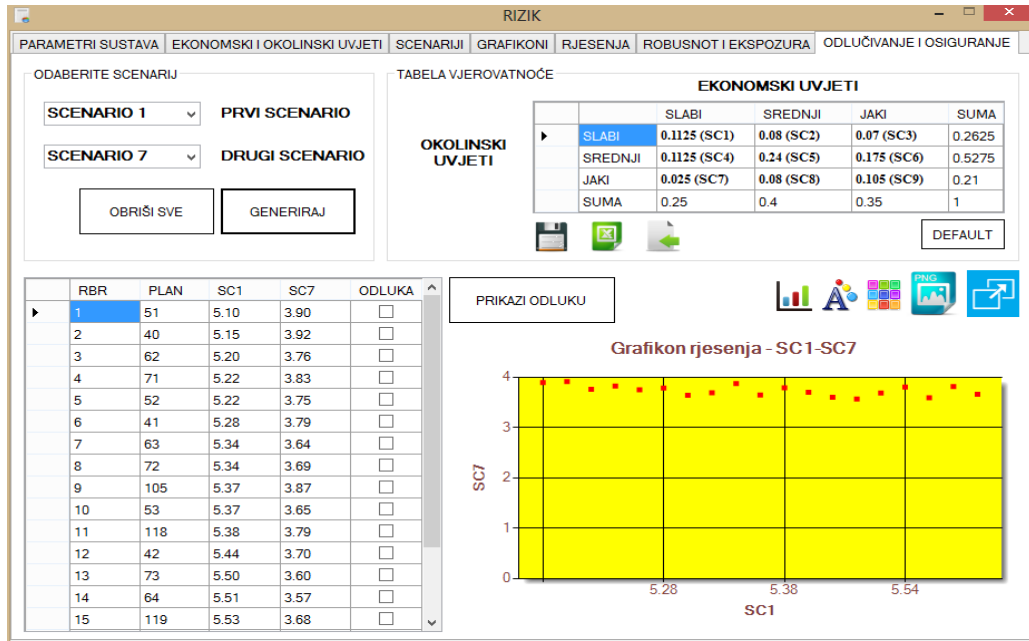 RIZIK
PARAMETRI SUSTAVA EKONOMSKI I OKOLINSKI UVJETI SCENARIJI GRAFIKONI RJESENJA ROBUSNOT I EKSPOZURA ODLUČIVANJE I OSIGURANJE
ODABERITE SCENARIJ
SCENARIO 1 PRVI SCENARIO
SCENARIO 7 DRUGI SCENARIO
OBRIŠI SVE GENERIRAJ
TABELA VJEROVATNOĆE
EKONOMSKI UVJETI
OKOLINSKI
UVJETI
SLABI SREDNJI JAKI SUMA
SLABI 0.1125 (SC1) 0.08 (SC2) 0.07 (SC3) 0.2625
SREDNJI 0.1125 (SC4) 0.24 (SC5) 0.175 (SC6) 0.5275
JAKI 0.025 (SC7) 0.08 (SC8) 0.105 (SC9) 0.21
SUMA 0.25 0.4 0.35 1
DEFAULT
RBR PLAN SC1 SC7 ODLUKA
1 51 5.10 3.90
2 40 5.15 3.92
3 62 5.20 3.76
4 71 5.22 3.83
5 52 5.22 3.75
6 41 5.28 3.79
7 63 5.34 3.64
8 72 5.34 3.69
9 105 5.37 3.87
10 53 5.37 3.65
11 118 5.38 3.79
12 42 5.44 3.70
13 73 5.50 3.60
14 64 5.51 3.57
15 119 5.53 3.68
PRIKAZI ODLUKU
PNG
Grafikon rjesenja - SC1-SC7
4
3
2
1
0
SC7
5.28 5.38 5.54
SC1